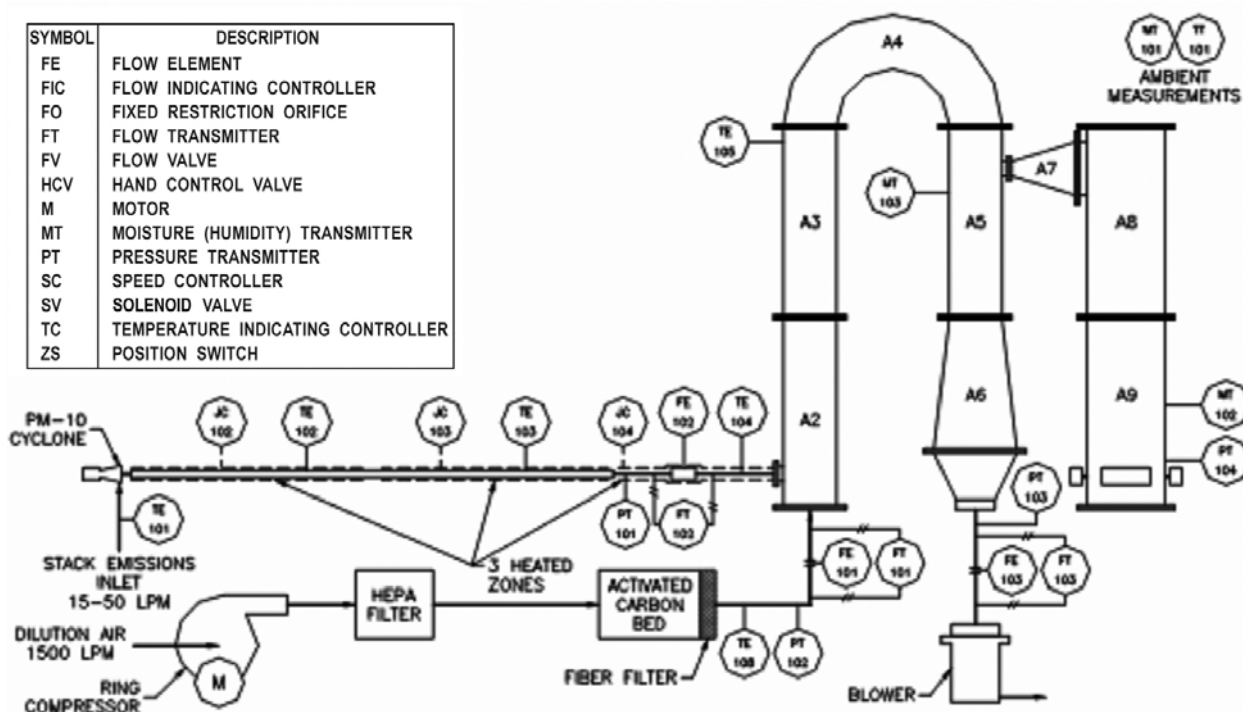 SYMBOL DESCRIPTION
FE FLOW ELEMENT
FIC FLOW INDICATING CONTROLLER
FO FIXED RESTRICTION ORIFICE
FT FLOW TRANSMITTER
FV FLOW VALVE
HCV HAND CONTROL VALVE
M MOTOR
MT MOISTURE (HUMIDITY) TRANSMITTER
PT PRESSURE TRANSMITTER
SC SPEED CONTROLLER
SV SOLENOID VALVE
TC TEMPERATURE INDICATING CONTROLLER
ZS POSITION SWITCH
A4
MT
101
TT
101
AMBIENT
MEASUREMENTS
TE
105
A3
MT
103
A5
A7
A8
PM-10
CYCLONE
JC
102
TE
102
JC
103
TE
103
JC
104
FE
102
TE
104
A2
A6
A9
MT
102
PT
104
TE
101
PT
101
FT
102
PT
103
STACK EMISSIONS
INLET
15-50 LPM
3 HEATED
ZONES
FE
101
FT
101
FE
103
FT
103
HEPA
FILTER
ACTIVATED
CARBON
BED
DILUTION AIR
1500 LPM
TE
PT
102
FIBER FILTER
M
RING
COMPRESSOR
BLOWER